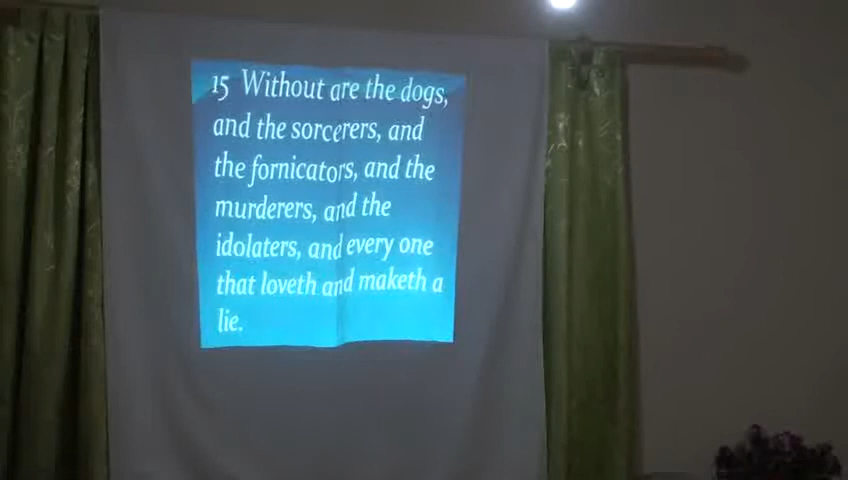 15 Without are the dogs,
and the sorcerers, and
the fornicators, and the
murderers, and the
idolaters, and every one
that loveth and maketh a
lie.